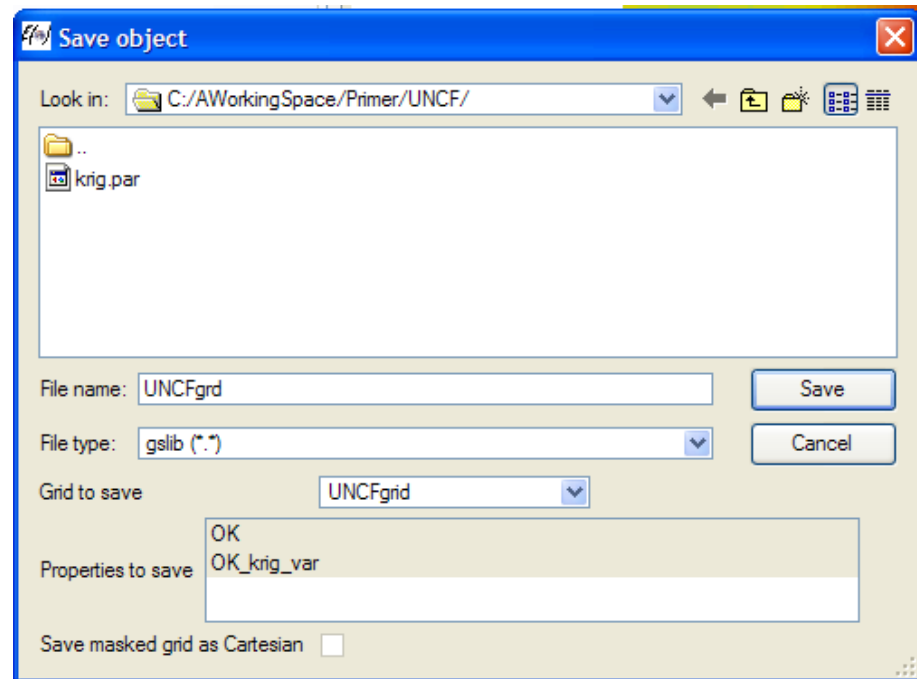 Save object
Look in: C:/AWorkingSpace/Primer/UNCF/
..
krig.par
File name: UNCFgrd Save
File type: gslib (*.*) Cancel
Grid to save UNCFgrid
OK
Properties to save OK_krig_var
Save masked grid as Cartesian